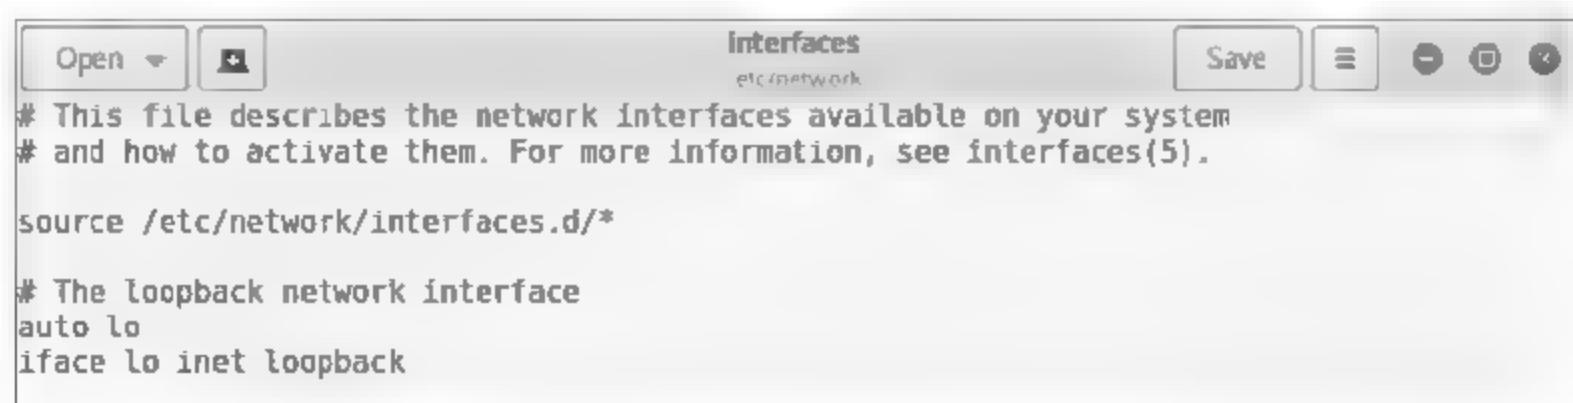 Open
interfaces
etc/network
Save
# This file describes the network interfaces available on your system
# and how to activate them. For more information, see interfaces(5).
source /etc/network/interfaces.d/*
# The loopback network interface
auto lo
iface lo inet loopback